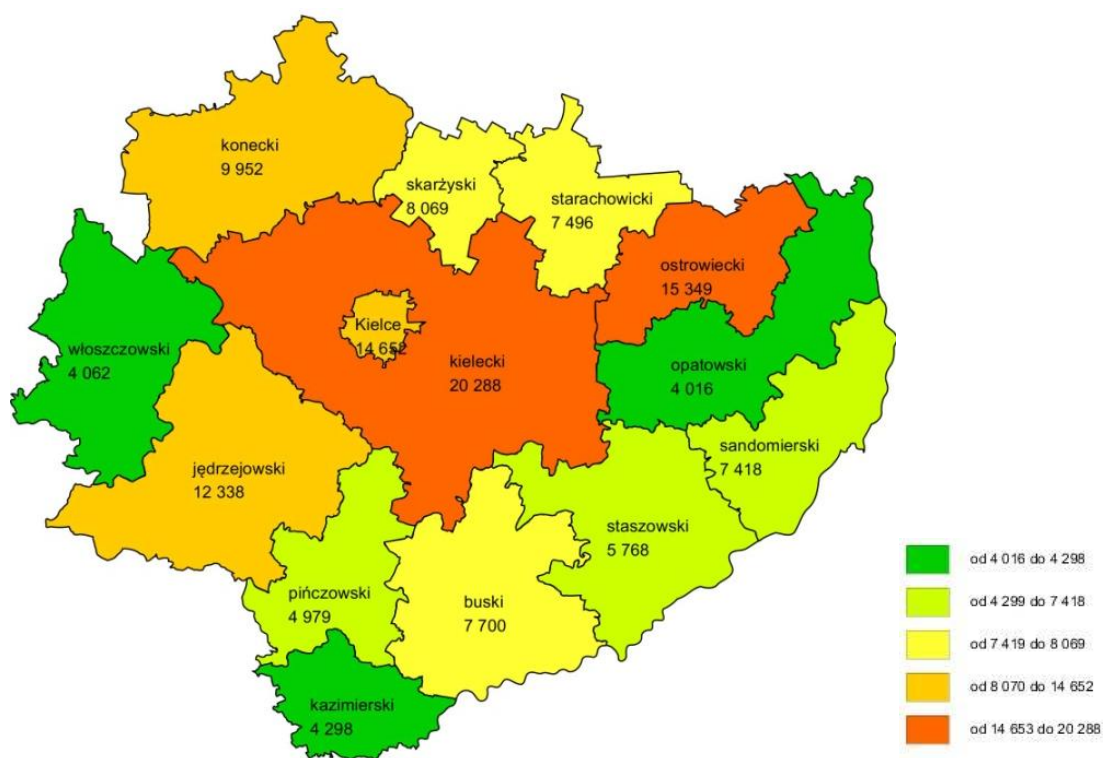 konecki
9 952
skarżyski
8 069
starachowicki
7 496
ostrowiecki
15 349
Kielce
14 652
włoszczowski
4 062
kielecki
20 288
opatowski
4 016
sandomierski
7 418
jędrzejowski
12 338
staszowski
5 768
pińczowski
4 979
buski
7 700
kazimierski
4 298
od 4 016 do 4 298
od 4 299 do 7 418
od 7 419 do 8 069
od 8 070 do 14 652
od 14 653 do 20 288